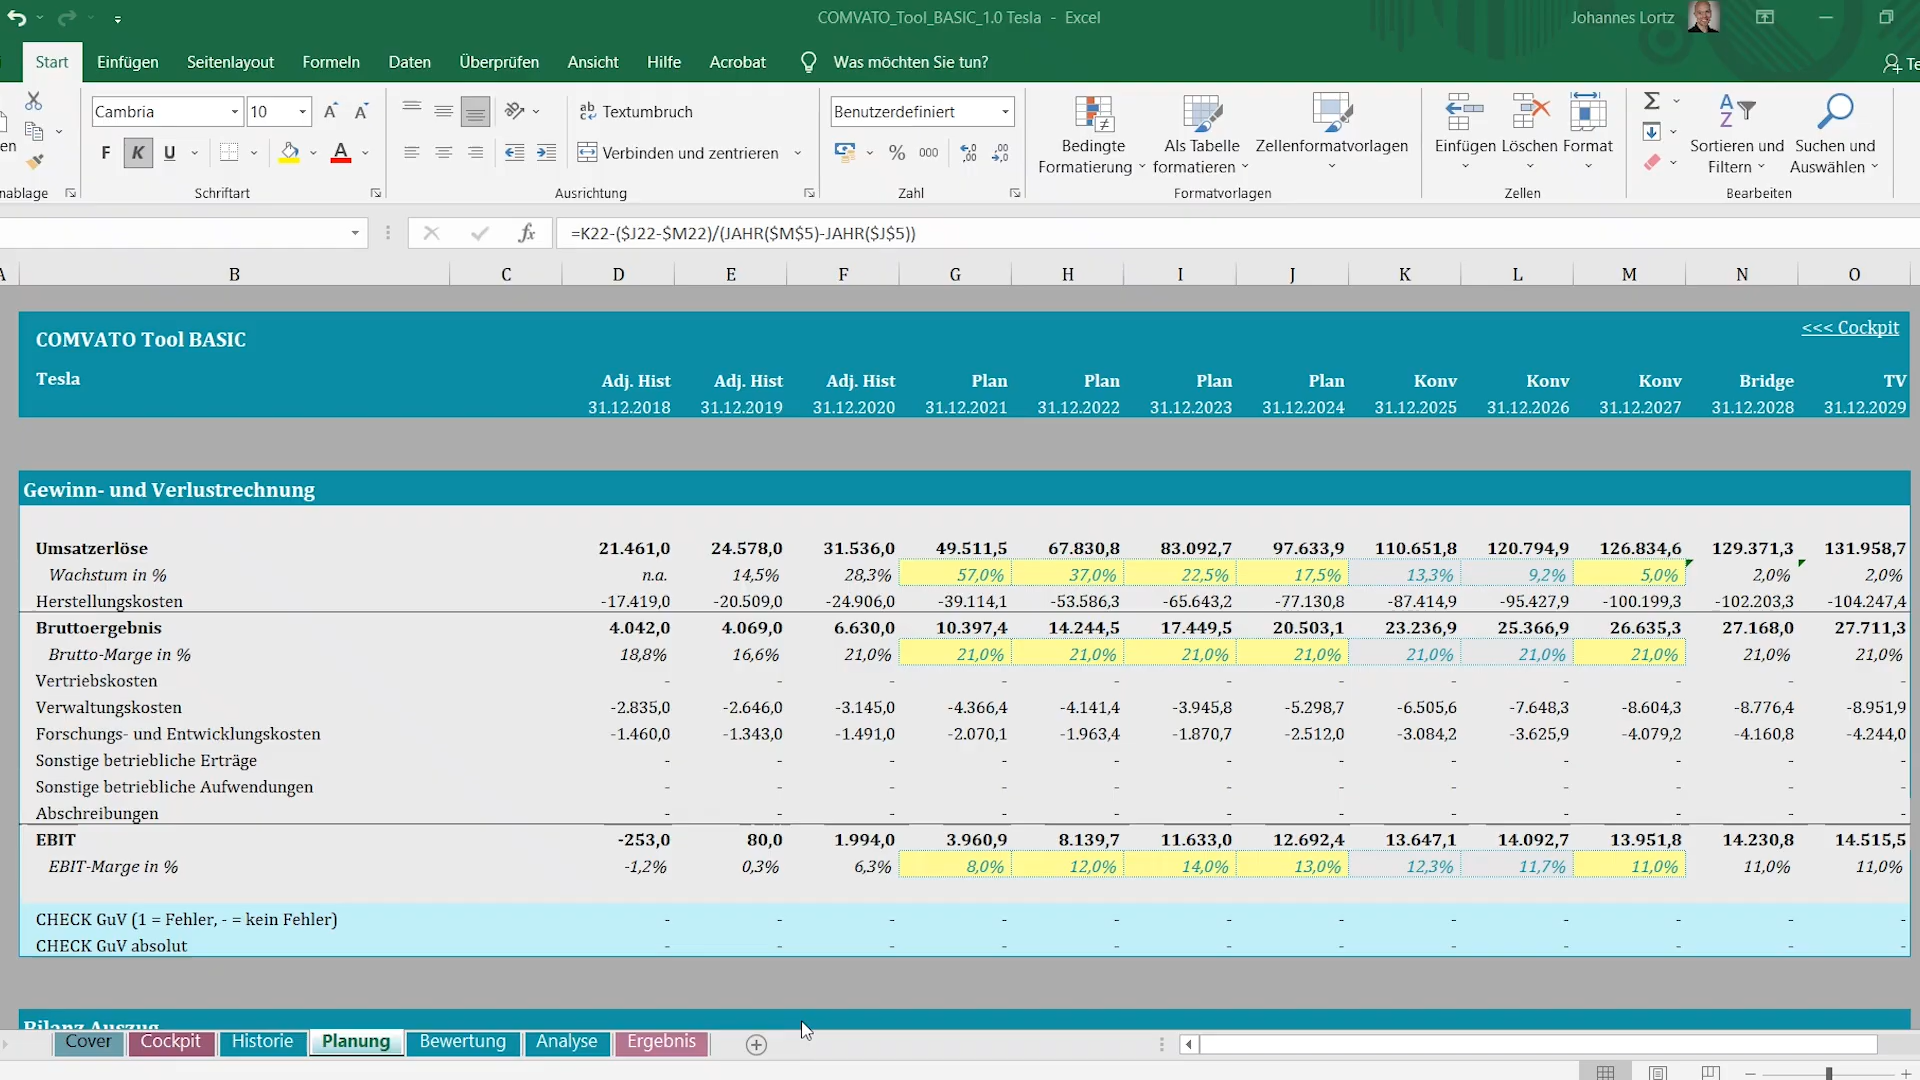 COMVATO_Tool_BASIC_1.0 Tesla - Excel
Johannes Lortz
Start Einfügen Seitenlayout Formeln Daten Überprüfen Ansicht Hilfe Acrobat Was möchten Sie tun? Te
Cambria 10 Textumbruch Benutzerdefiniert
F K U Verbinden und zentrieren % 000
Bedingte Formatierung Als Tabelle formatieren Zellenformatvorlagen Einfügen Löschen Format Sortieren und Filtern Suchen und Auswählen
nablage Schriftart Ausrichtung Zahl Formatvorlagen Zellen Bearbeiten
fx =K22-($J22-$M22)/(JAHR($M$5)-JAHR($J$5))
A B C D E F G H I J K L M N O
<<< Cockpit
COMVATO Tool BASIC
Tesla Adj. Hist Adj. Hist Adj. Hist Plan Plan Plan Plan Konv Konv Konv Bridge TV
31.12.2018 31.12.2019 31.12.2020 31.12.2021 31.12.2022 31.12.2023 31.12.2024 31.12.2025 31.12.2026 31.12.2027 31.12.2028 31.12.2029
Gewinn- und Verlustrechnung
Umsatzerlöse 21.461,0 24.578,0 31.536,0 49.511,5 67.830,8 83.092,7 97.633,9 110.651,8 120.794,9 126.834,6 129.371,3 131.958,7
Wachstum in % n.a. 14,5% 28,3% 57,0% 37,0% 22,5% 17,5% 13,3% 9,2% 5,0% 2,0% 2,0%
Herstellungskosten -17.419,0 -20.509,0 -24.906,0 -39.114,1 -53.586,3 -65.643,2 -77.130,8 -87.414,9 -95.427,9 -100.199,3 -102.203,3 -104.247,4
Bruttoergebnis 4.042,0 4.069,0 6.630,0 10.397,4 14.244,5 17.449,5 20.503,1 23.236,9 25.366,9 26.635,3 27.168,0 27.711,3
Brutto-Marge in % 18,8% 16,6% 21,0% 21,0% 21,0% 21,0% 21,0% 21,0% 21,0% 21,0% 21,0% 21,0%
Vertriebskosten - - - - - - - - - - - -
Verwaltungskosten -2.835,0 -2.646,0 -3.145,0 -4.366,4 -4.141,4 -3.945,8 -5.298,7 -6.505,6 -7.648,3 -8.604,3 -8.776,4 -8.951,9
Forschungs- und Entwicklungskosten -1.460,0 -1.343,0 -1.491,0 -2.070,1 -1.963,4 -1.870,7 -2.512,0 -3.084,2 -3.625,9 -4.079,2 -4.160,8 -4.244,0
Sonstige betriebliche Erträge - - - - - - - - - - - -
Sonstige betriebliche Aufwendungen - - - - - - - - - - - -
Abschreibungen - - - - - - - - - - - -
EBIT -253,0 80,0 1.994,0 3.960,9 8.139,7 11.633,0 12.692,4 13.647,1 14.092,7 13.951,8 14.230,8 14.515,5
EBIT-Marge in % -1,2% 0,3% 6,3% 8,0% 12,0% 14,0% 13,0% 12,3% 11,7% 11,0% 11,0% 11,0%
CHECK GuV (1 = Fehler, - = kein Fehler) - - - - - - - - - - - -
CHECK GuV absolut - - - - - - - - - - - -
Bilanz Auszug
Cover Cockpit Historie Planung Bewertung Analyse Ergebnis